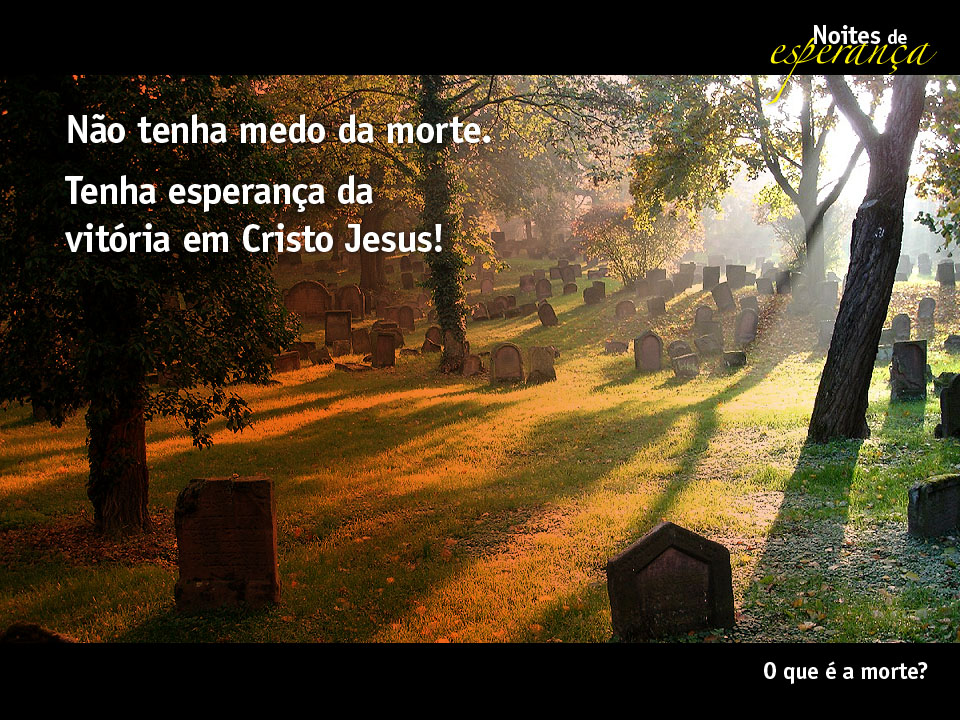 Noites de
esperança
Não tenha medo da morte.
Tenha esperança da
vitória em Cristo Jesus!
O que é a morte?